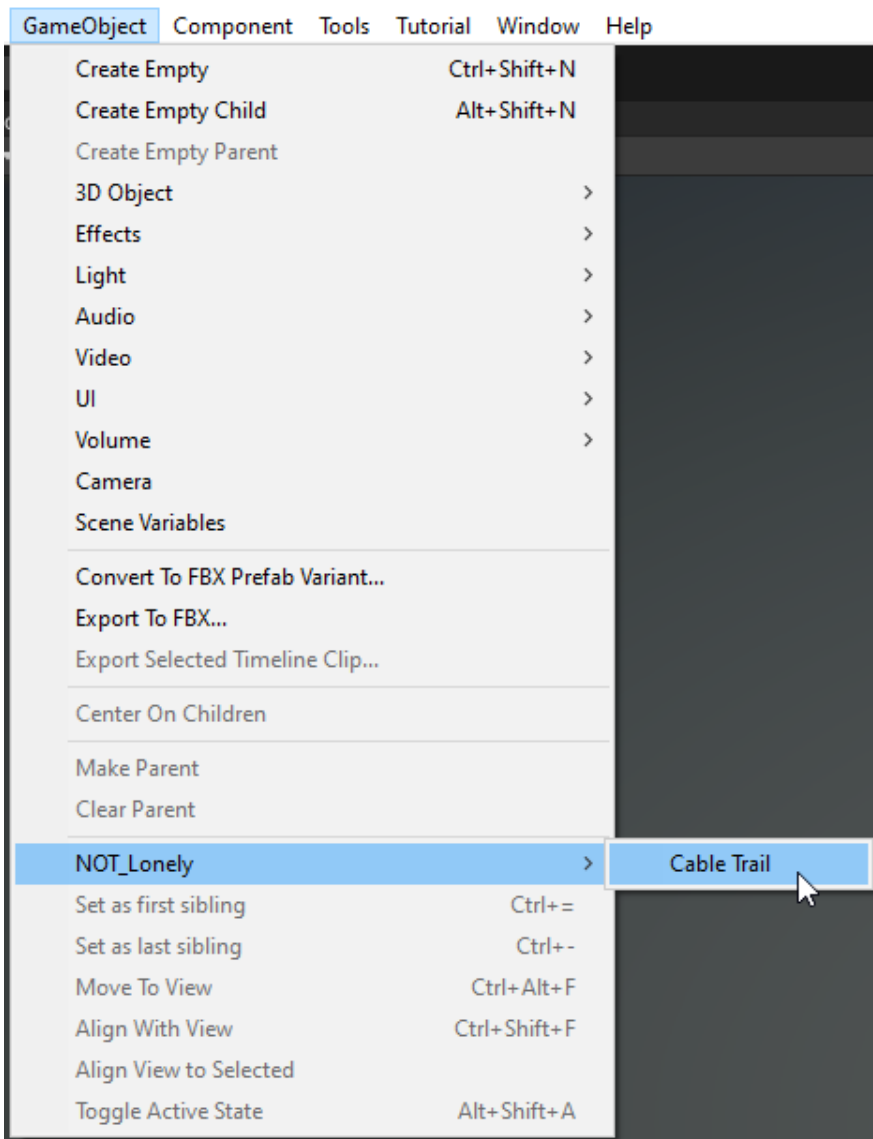 GameObject Component Tools Tutorial Window Help
Create Empty Ctrl+Shift+N
Create Empty Child Alt+Shift+N
Create Empty Parent
3D Object
Effects
Light
Audio
Video
UI
Volume
Camera
Scene Variables
Convert To FBX Prefab Variant...
Export To FBX...
Export Selected Timeline Clip...
Center On Children
Make Parent
Clear Parent
NOT_Lonely Cable Trail
Set as first sibling Ctrl+=
Set as last sibling Ctrl+-
Move To View Ctrl+Alt+F
Align With View Ctrl+Shift+F
Align View to Selected
Toggle Active State Alt+Shift+A